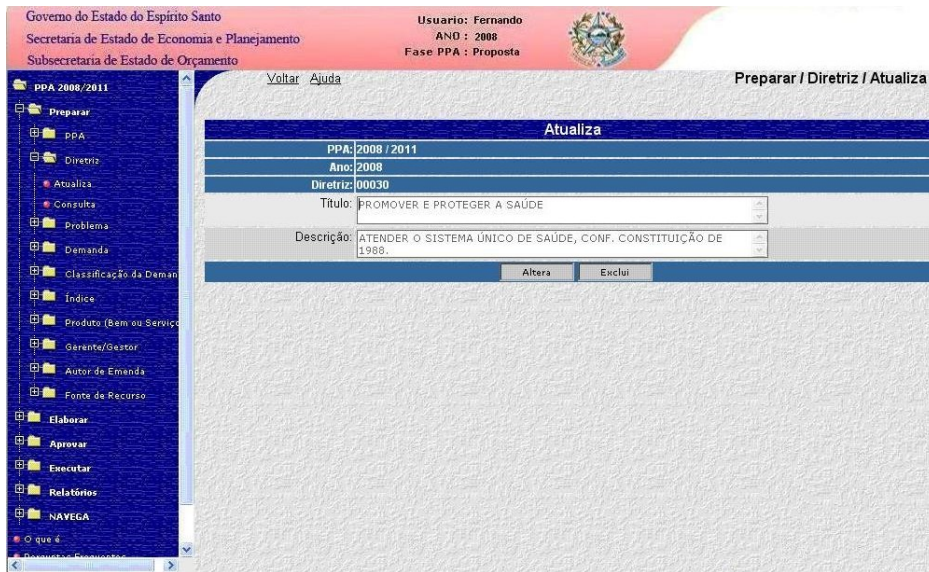 Governo do Estado do Espírito Santo
Secretaria de Estado de Economia e Planejamento
Subsecretaria de Estado de Orçamento
Usuario: Fernando
ANO : 2008
Fase PPA : Proposta
Voltar Ajuda
Preparar / Diretriz / Atualiza
PPA 2008/2011
Preparar
PPA
Diretriz
Atualiza
Consulta
Problema
Demanda
Classificação da Deman
Índice
Produto (Bem ou Serviço
Gerente/Gestor
Autor de Emenda
Fonte de Recurso
Elaborar
Aprovar
Executar
Relatórios
NAVEGA
O que é
Perguntas Frequentes
Atualiza
PPA: 2008 / 2011
Ano: 2008
Diretriz: 00030
Título: PROMOVER E PROTEGER A SAÚDE
Descrição: ATENDER O SISTEMA ÚNICO DE SAÚDE, CONF. CONSTITUIÇÃO DE
1988.
Altera Exclui